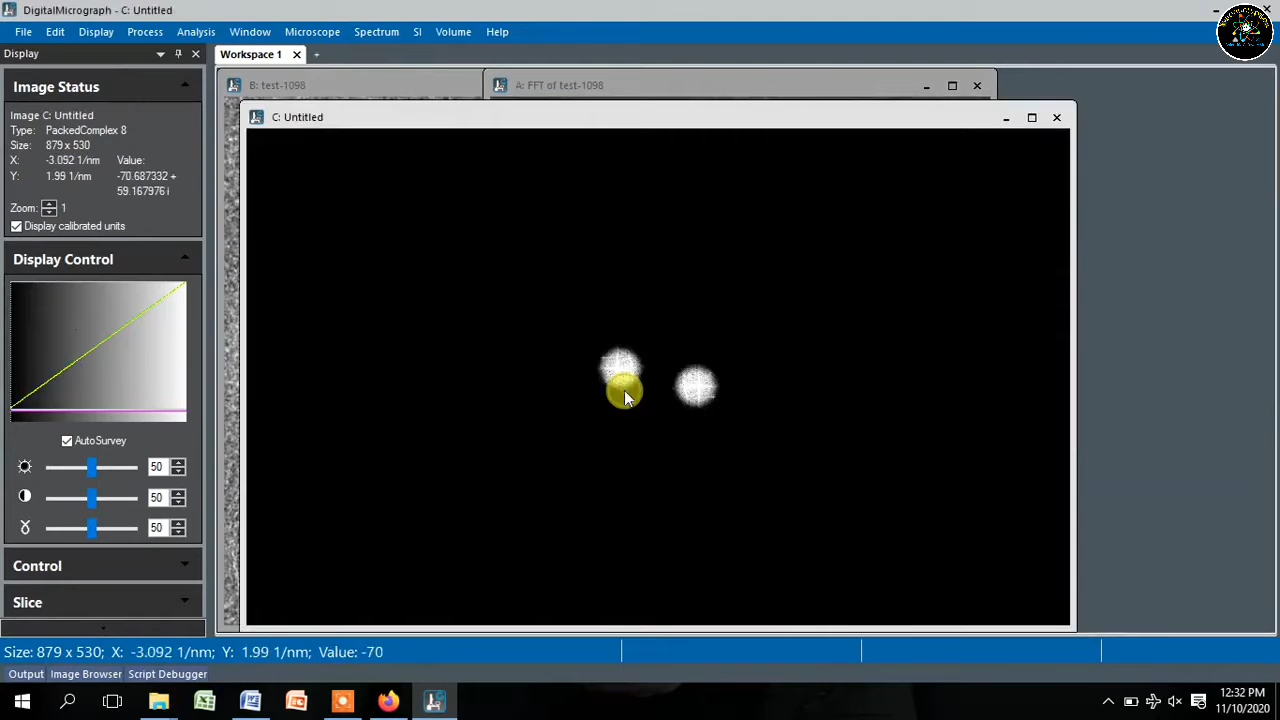 DigitalMicrograph - C: Untitled
File Edit Display Process Analysis Window Microscope Spectrum SI Volume Help
Display
Workspace 1
Image Status
B: test-1098
A: FFT of test-1098
C: Untitled
Image C: Untitled
Type: PackedComplex 8
Size: 879 x 530
X: -3.092 1/nm Value:
Y: 1.99 1/nm -70.687332 +
59.167976 i
Zoom: 1
Display calibrated units
Display Control
AutoSurvey
50
50
50
Control
Slice
Size: 879 x 530; X: -3.092 1/nm; Y: 1.99 1/nm; Value: -70
Output Image Browser Script Debugger
12:32 PM
11/10/2020